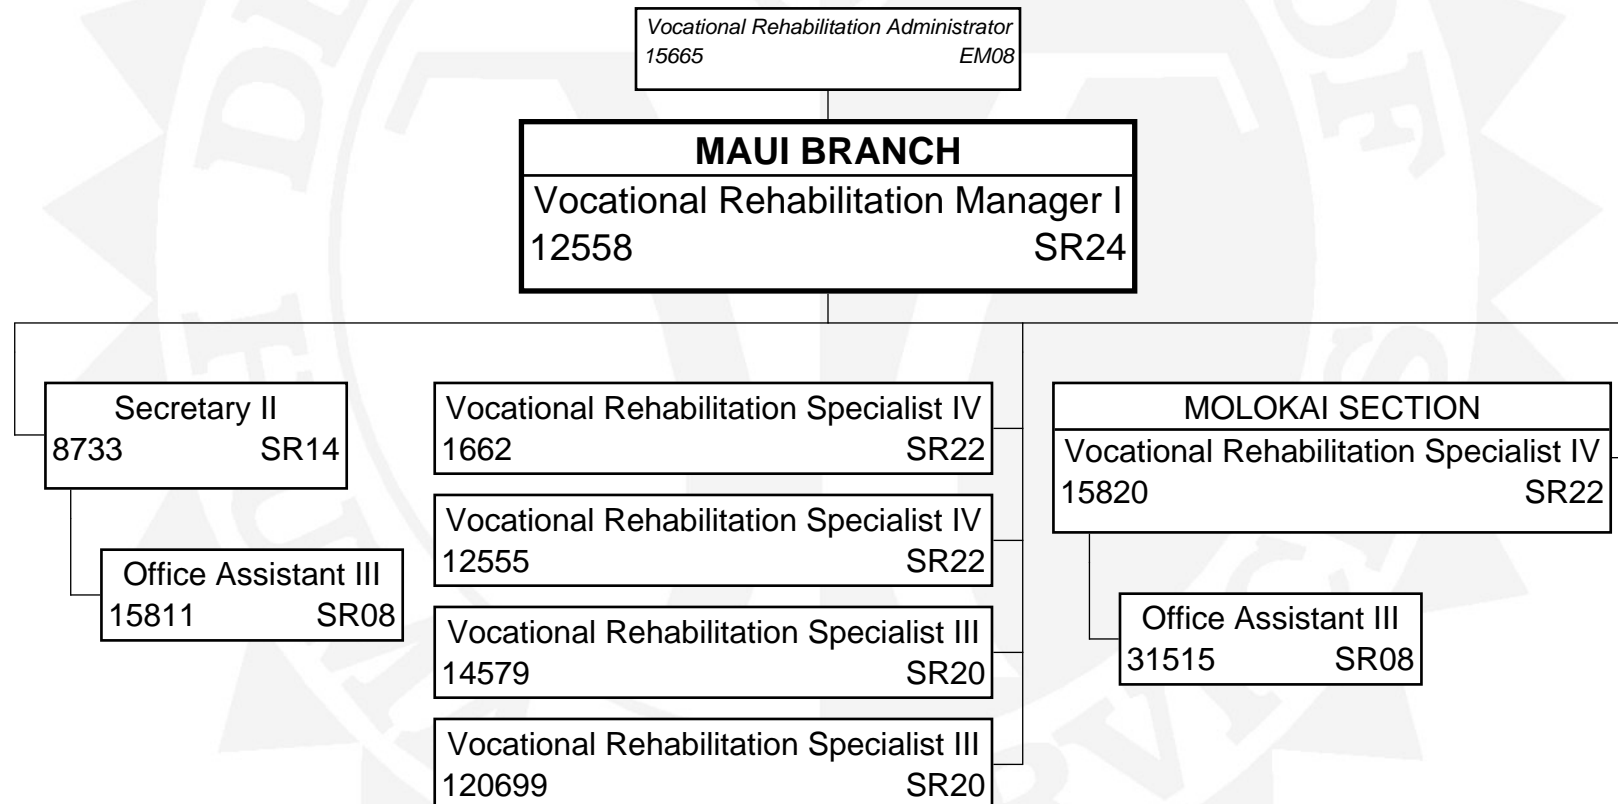 Vocational Rehabilitation Administrator
15665 EM08
MAUI BRANCH
Vocational Rehabilitation Manager I
12558 SR24
Secretary II
8733 SR14
Office Assistant III
15811 SR08
Vocational Rehabilitation Specialist IV
1662 SR22
Vocational Rehabilitation Specialist IV
12555 SR22
Vocational Rehabilitation Specialist III
14579 SR20
Vocational Rehabilitation Specialist III
120699 SR20
MOLOKAI SECTION
Vocational Rehabilitation Specialist IV
15820 SR22
Office Assistant III
31515 SR08